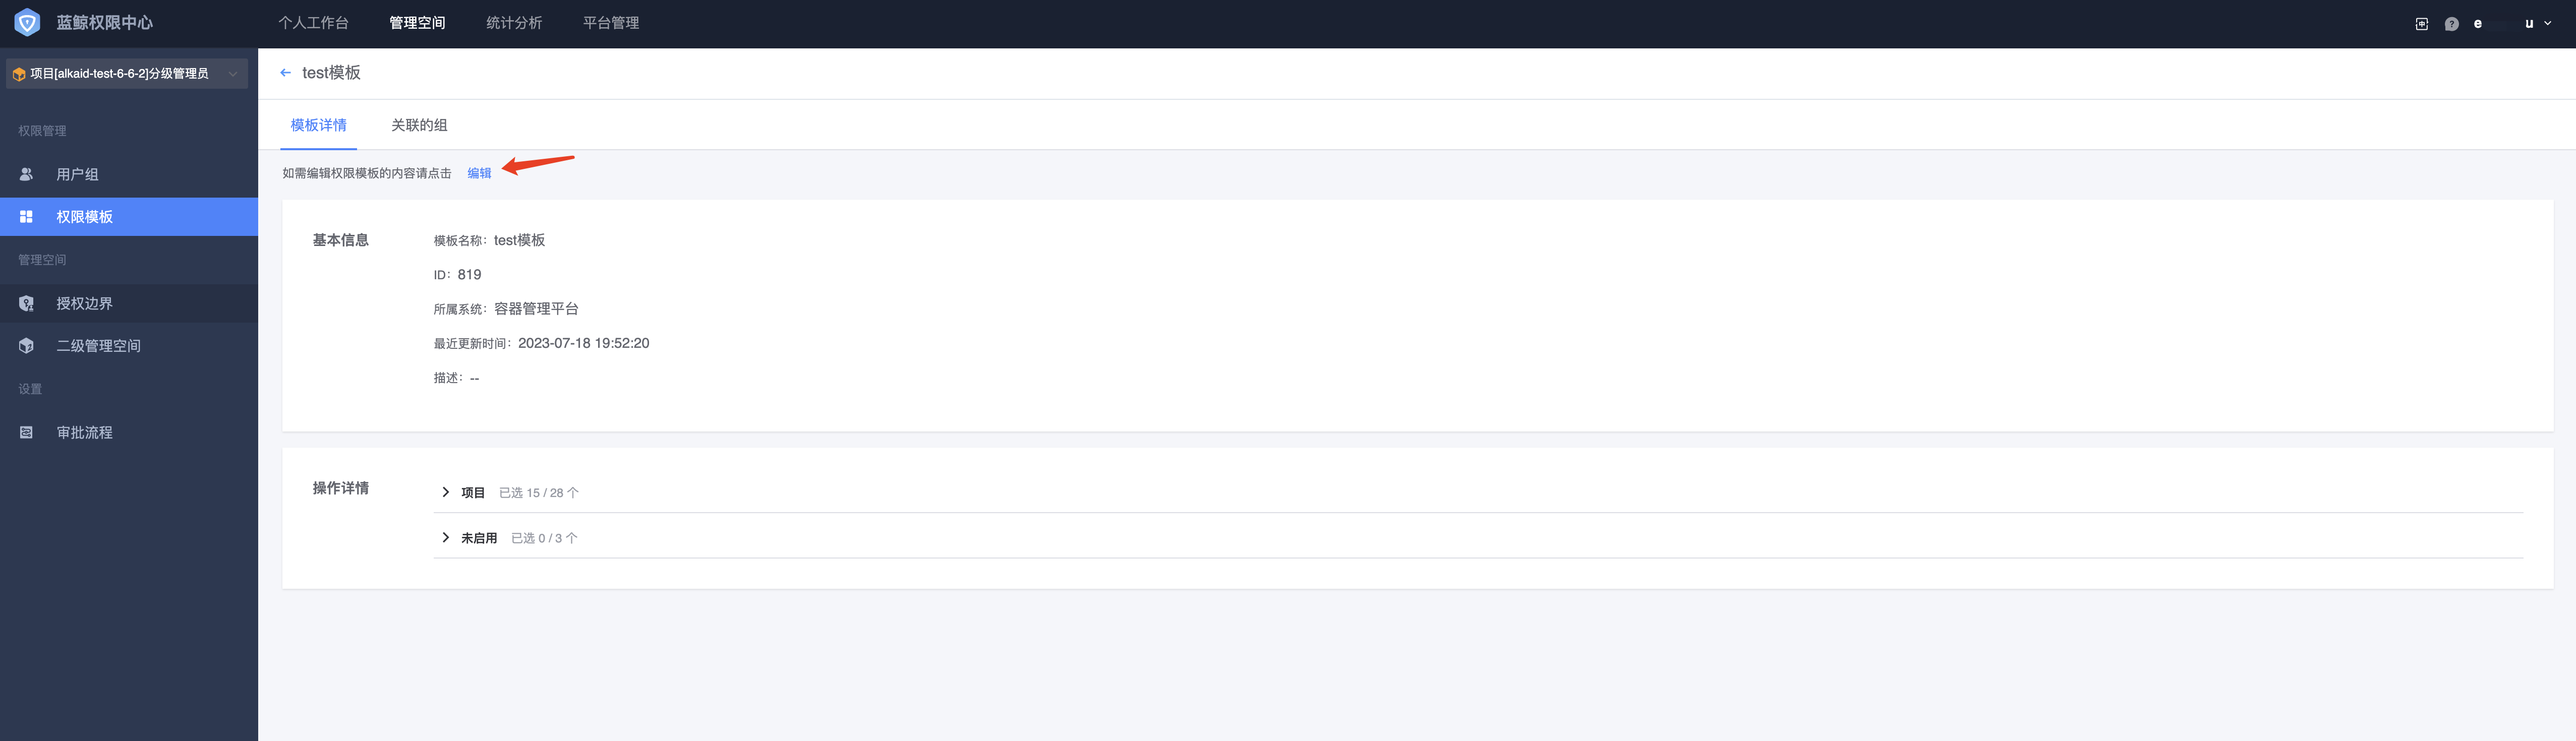 蓝鲸权限中心
个人工作台 管理空间 统计分析 平台管理
e u
项目[alkaid-test-6-6-2]分级管理员
权限管理
用户组
权限模板
管理空间
授权边界
二级管理空间
设置
审批流程
test模板
模板详情 关联的组
如需编辑权限模板的内容请点击 编辑
基本信息
模板名称：test模板
ID：819
所属系统：容器管理平台
最近更新时间：2023-07-18 19:52:20
描述：--
操作详情
项目 已选 15 / 28 个
未启用 已选 0 / 3 个